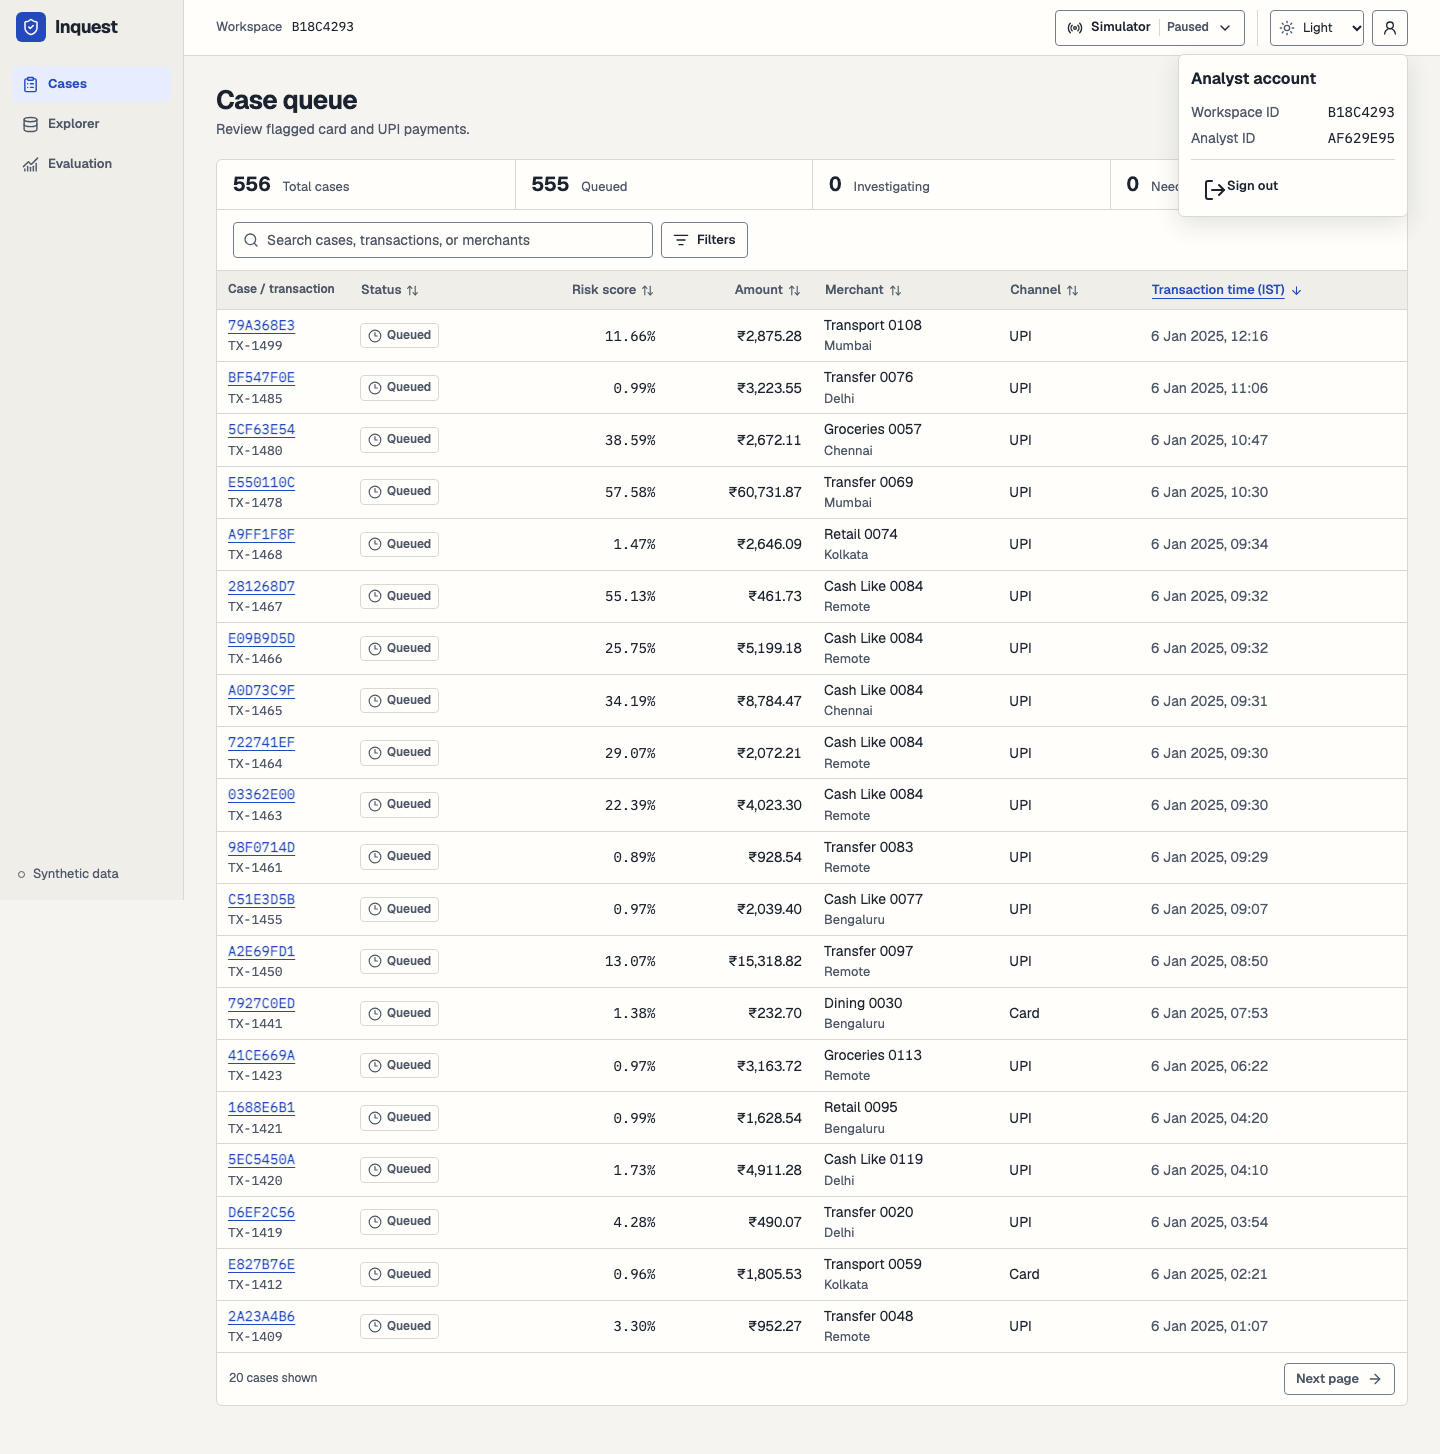 Inquest
Workspace B18C4293
Simulator Paused
Light
Cases
Explorer
Evaluation
Synthetic data
Analyst account
Workspace ID B18C4293
Analyst ID AF629E95
Sign out
Case queue
Review flagged card and UPI payments.
556 Total cases
555 Queued
0 Investigating
0
Search cases, transactions, or merchants
Filters
Case / transaction Status Risk score Amount Merchant Channel Transaction time (IST)
79A368E3 Queued 11.66% ₹2,875.28 Transport 0108 UPI 6 Jan 2025, 12:16
TX-1499 Mumbai
BF547F0E Queued 0.99% ₹3,223.55 Transfer 0076 UPI 6 Jan 2025, 11:06
TX-1485 Delhi
5CF63E54 Queued 38.59% ₹2,672.11 Groceries 0057 UPI 6 Jan 2025, 10:47
TX-1480 Chennai
E550110C Queued 57.58% ₹60,731.87 Transfer 0069 UPI 6 Jan 2025, 10:30
TX-1478 Mumbai
A9FF1F8F Queued 1.47% ₹2,646.09 Retail 0074 UPI 6 Jan 2025, 09:34
TX-1468 Kolkata
281268D7 Queued 55.13% ₹461.73 Cash Like 0084 UPI 6 Jan 2025, 09:32
TX-1467 Remote
E09B9D5D Queued 25.75% ₹5,199.18 Cash Like 0084 UPI 6 Jan 2025, 09:32
TX-1466 Remote
A0D73C9F Queued 34.19% ₹8,784.47 Cash Like 0084 UPI 6 Jan 2025, 09:31
TX-1465 Chennai
722741EF Queued 29.07% ₹2,072.21 Cash Like 0084 UPI 6 Jan 2025, 09:30
TX-1464 Remote
03362E00 Queued 22.39% ₹4,023.30 Cash Like 0084 UPI 6 Jan 2025, 09:30
TX-1463 Remote
98F0714D Queued 0.89% ₹928.54 Transfer 0083 UPI 6 Jan 2025, 09:29
TX-1461 Remote
C51E3D5B Queued 0.97% ₹2,039.40 Cash Like 0077 UPI 6 Jan 2025, 09:07
TX-1455 Bengaluru
A2E69FD1 Queued 13.07% ₹15,318.82 Transfer 0097 UPI 6 Jan 2025, 08:50
TX-1450 Remote
7927C0ED Queued 1.38% ₹232.70 Dining 0030 Card 6 Jan 2025, 07:53
TX-1441 Bengaluru
41CE669A Queued 0.97% ₹3,163.72 Groceries 0113 UPI 6 Jan 2025, 06:22
TX-1423 Remote
1688E6B1 Queued 0.99% ₹1,628.54 Retail 0095 UPI 6 Jan 2025, 04:20
TX-1421 Bengaluru
5EC5450A Queued 1.73% ₹4,911.28 Cash Like 0119 UPI 6 Jan 2025, 04:10
TX-1420 Delhi
D6EF2C56 Queued 4.28% ₹490.07 Transfer 0020 UPI 6 Jan 2025, 03:54
TX-1419 Delhi
E827B76E Queued 0.96% ₹1,805.53 Transport 0059 Card 6 Jan 2025, 02:21
TX-1412 Kolkata
2A23A4B6 Queued 3.30% ₹952.27 Transfer 0048 UPI 6 Jan 2025, 01:07
TX-1409 Remote
20 cases shown
Next page